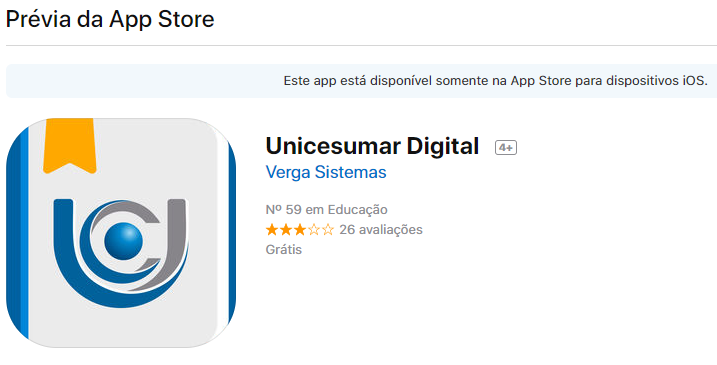 Prévia da App Store
Este app está disponível somente na App Store para dispositivos iOS.
Unicesumar Digital 4+
Verga Sistemas
Nº 59 em Educação
26 avaliações
Grátis